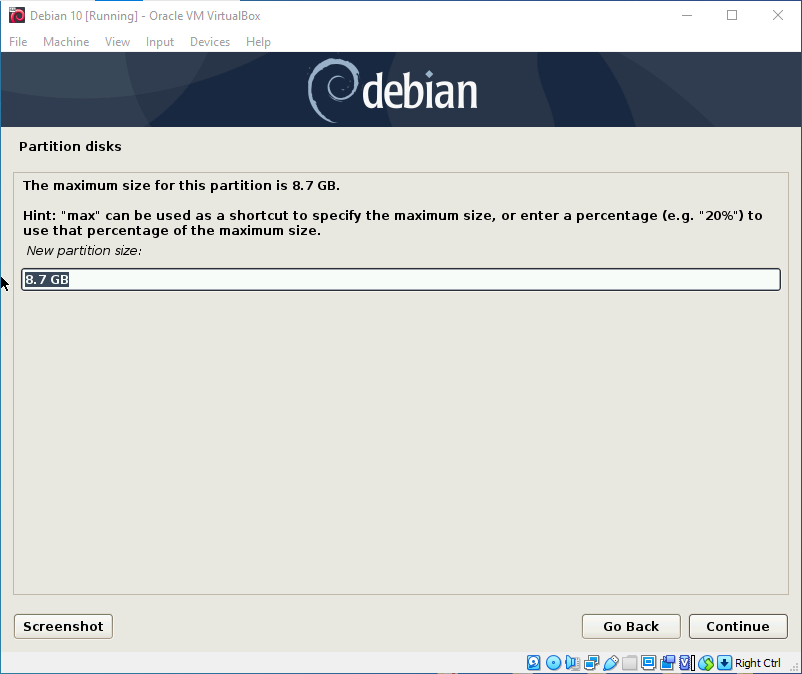 Debian 10 [Running] - Oracle VM VirtualBox
File Machine View Input Devices Help
debian
Partition disks
The maximum size for this partition is 8.7 GB.
Hint: "max" can be used as a shortcut to specify the maximum size, or enter a percentage (e.g. "20%") to
use that percentage of the maximum size.
New partition size:
8.7 GB
Screenshot Go Back Continue
Right Ctrl